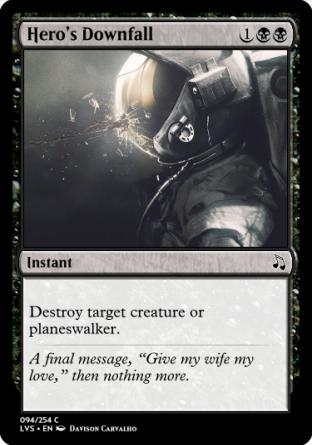 Hero's Downfall 1
Instant
Destroy target creature or
planeswalker.
A final message, “Give my wife my
love,” then nothing more.
094/254 C
LVS • EN Davison Carvalho